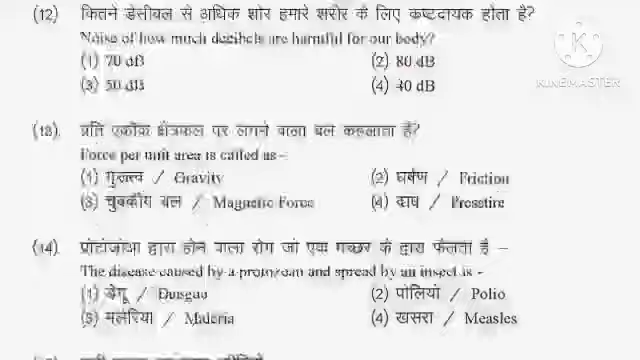 (12) कितने डेसीबल से अधिक शोर हमारे शरीर के लिए कष्टदायक होता है?
Noise of how much decibels are harmful for our body?
(1) 70 dB (2) 80 dB
(3) 50 dB (4) 40 dB
KINEMASTER
(13) प्रति एकांक क्षेत्रफल पर लगने वाला बल कहलाता है?
Force per unit area is called as -
(1) गुरुत्व / Gravity (2) घर्षण / Friction
(3) चुंबकीय बल / Magnetic Force (4) दाब / Pressure
(14) प्रोटोजोआ द्वारा होने वाला रोग जो एक मच्छर के द्वारा फैलता है –
The disease caused by a protozoan and spread by an insect is -
(1) डेंगू / Dengue (2) पोलियो / Polio
(3) मलेरिया / Malaria (4) खसरा / Measles